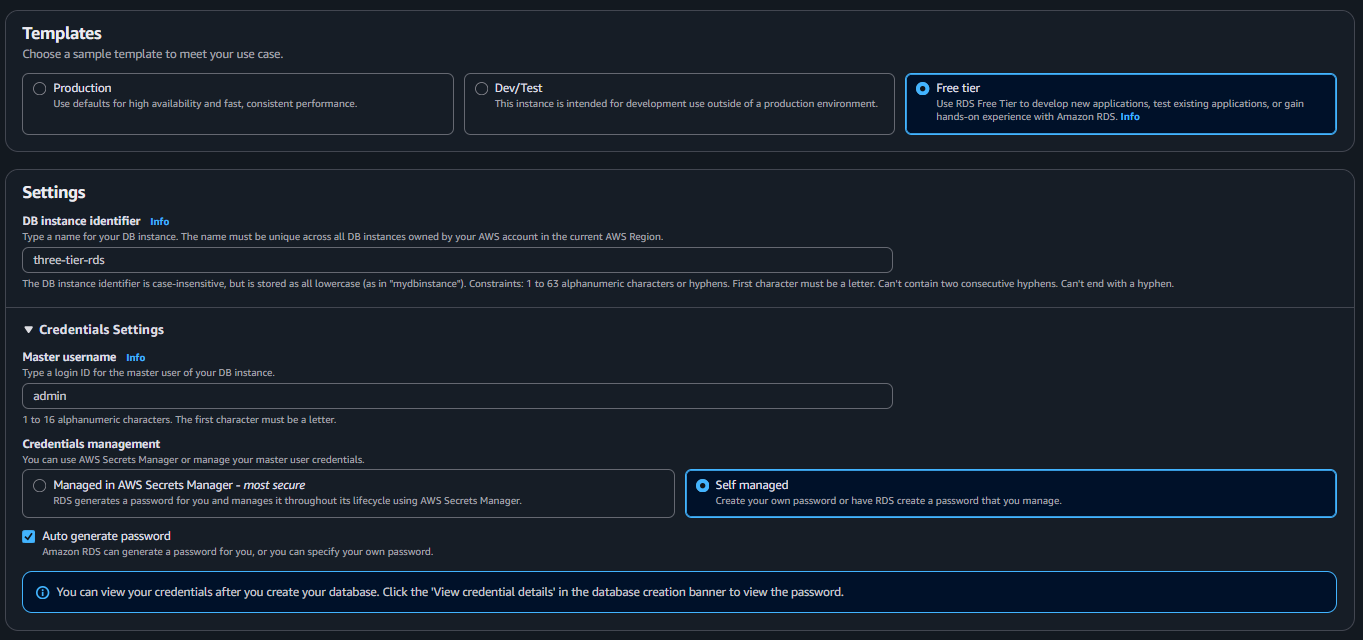 Templates
Choose a sample template to meet your use case.
Production
Use defaults for high availability and fast, consistent performance.
Dev/Test
This instance is intended for development use outside of a production environment.
Free tier
Use RDS Free Tier to develop new applications, test existing applications, or gain
hands-on experience with Amazon RDS. Info
Settings
DB instance identifier Info
Type a name for your DB instance. The name must be unique across all DB instances owned by your AWS account in the current AWS Region.
three-tier-rds
The DB instance identifier is case-insensitive, but is stored as all lowercase (as in "mydbinstance"). Constraints: 1 to 63 alphanumeric characters or hyphens. First character must be a letter. Can't contain two consecutive hyphens. Can't end with a hyphen.
Credentials Settings
Master username Info
Type a login ID for the master user of your DB instance.
admin
1 to 16 alphanumeric characters. The first character must be a letter.
Credentials management
You can use AWS Secrets Manager or manage your master user credentials.
Managed in AWS Secrets Manager - most secure
RDS generates a password for you and manages it throughout its lifecycle using AWS Secrets Manager.
Self managed
Create your own password or have RDS create a password that you manage.
Auto generate password
Amazon RDS can generate a password for you, or you can specify your own password.
You can view your credentials after you create your database. Click the 'View credential details' in the database creation banner to view the password.